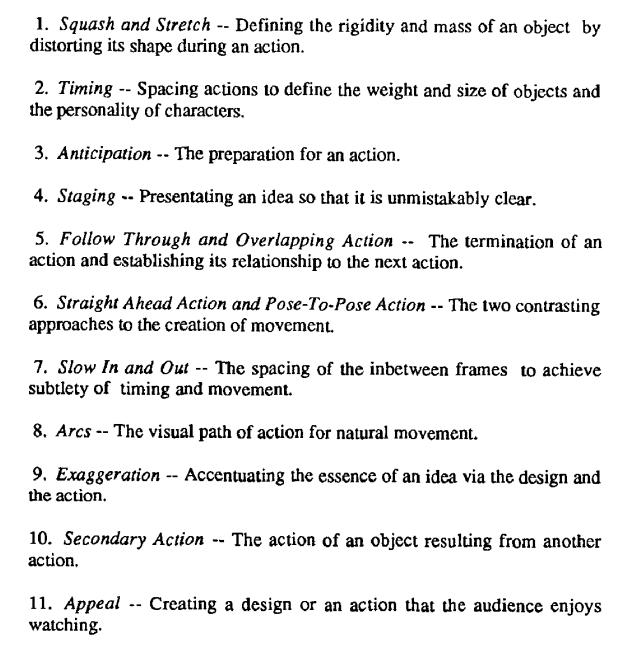 1. Squash and Stretch -- Defining the rigidity and mass of an object by
distorting its shape during an action.
2. Timing -- Spacing actions to define the weight and size of objects and
the personality of characters.
3. Anticipation -- The preparation for an action.
4. Staging -- Presentating an idea so that it is unmistakably clear.
5. Follow Through and Overlapping Action -- The termination of an
action and establishing its relationship to the next action.
6. Straight Ahead Action and Pose-To-Pose Action -- The two contrasting
approaches to the creation of movement.
7. Slow In and Out -- The spacing of the inbetween frames to achieve
subtlety of timing and movement.
8. Arcs -- The visual path of action for natural movement.
9. Exaggeration -- Accentuating the essence of an idea via the design and
the action.
10. Secondary Action -- The action of an object resulting from another
action.
11. Appeal -- Creating a design or an action that the audience enjoys
watching.